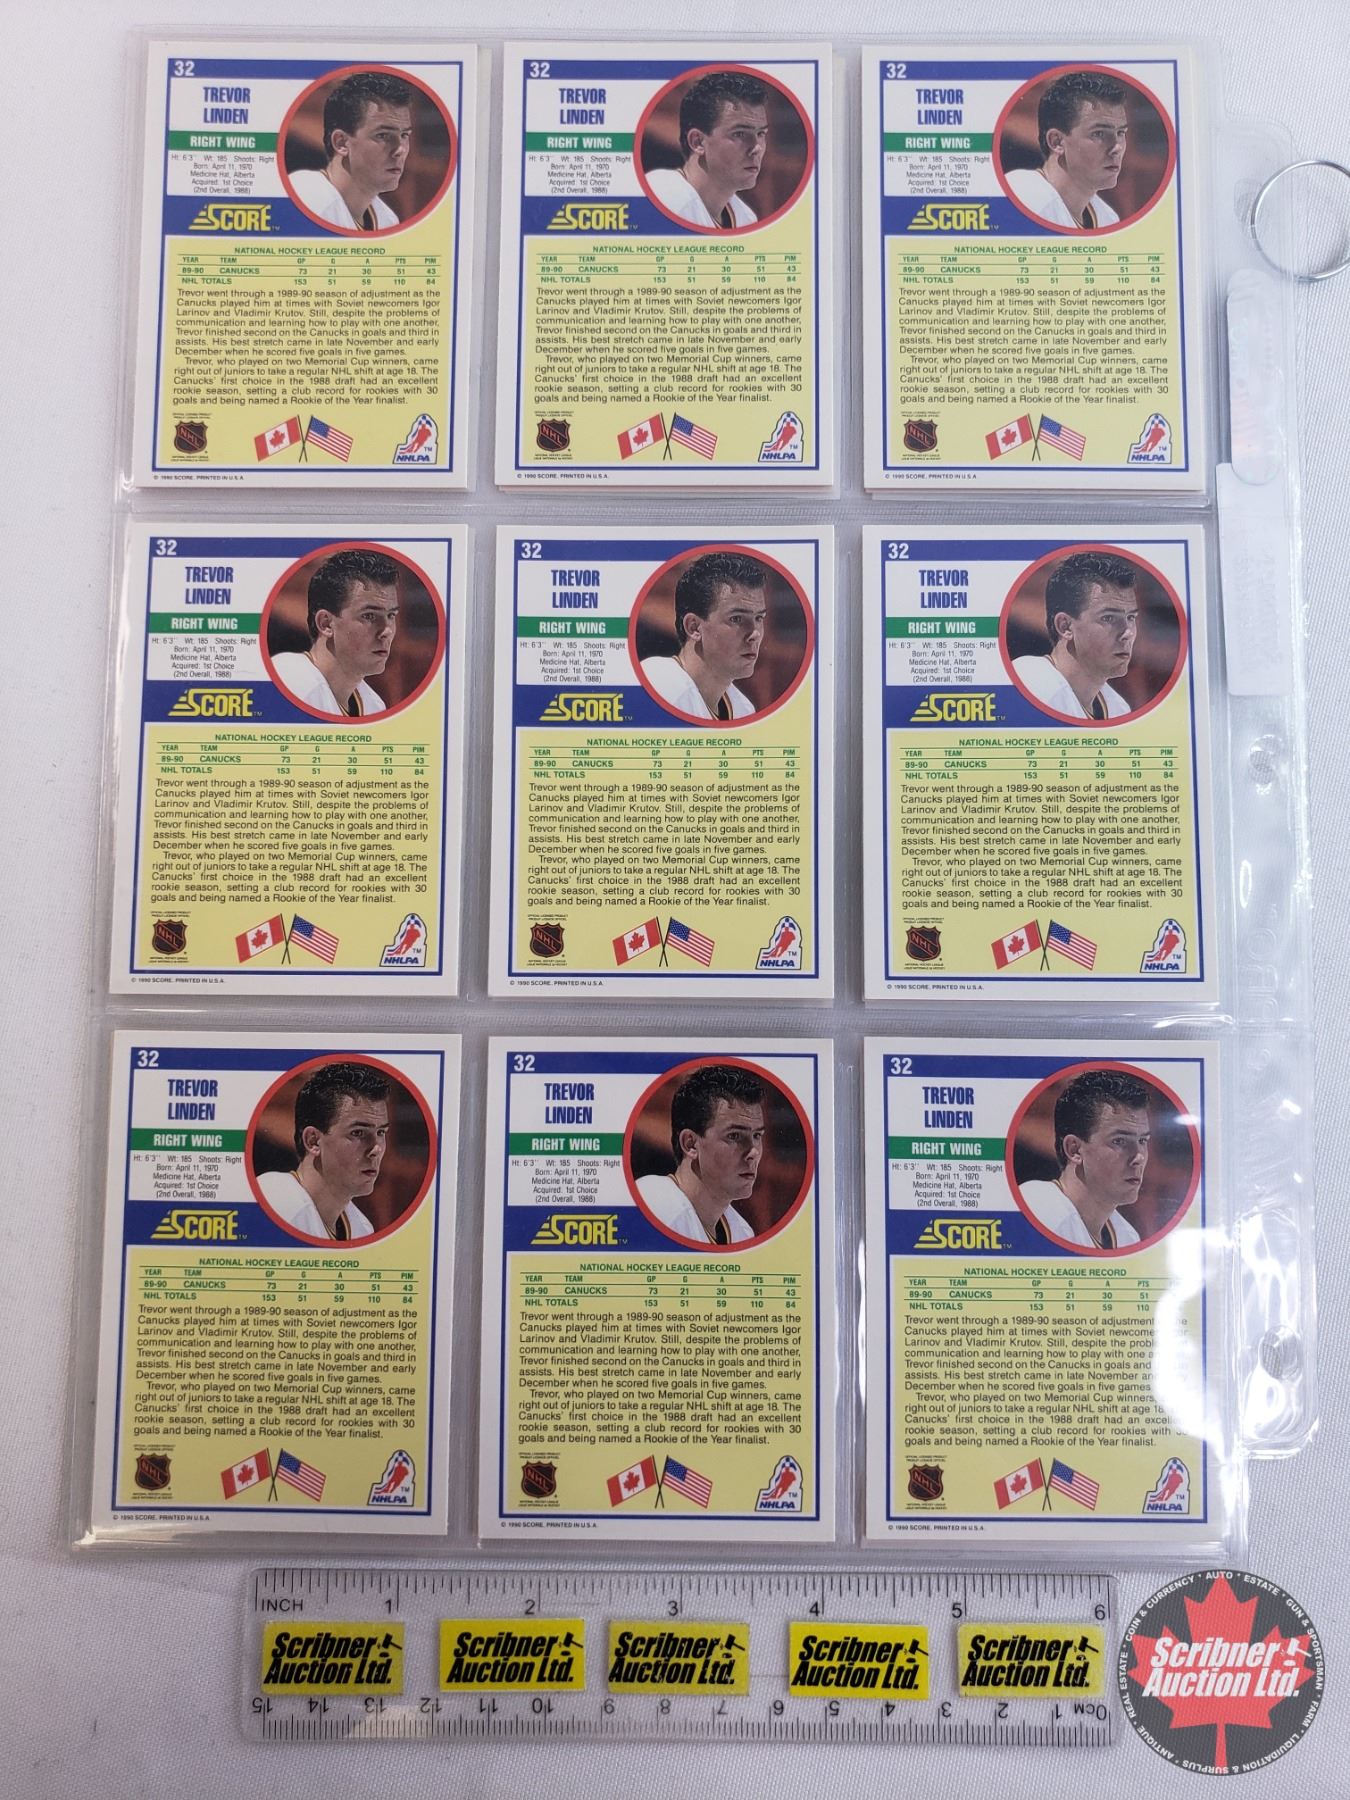 32
TREVOR
LINDEN
RIGHT WING
Ht: 6'3" Wt: 185 Shoots: Right
Born: April 11, 1970
Medicine Hat, Alberta
Acquired: 1st Choice
(2nd Overall, 1988)
SCORE™
NATIONAL HOCKEY LEAGUE RECORD
YEAR TEAM GP G A PTS PIM
89-90 CANUCKS 73 21 30 51 43
NHL TOTALS 153 51 59 110 84
Trevor went through a 1989-90 season of adjustment as the
Canucks played him at times with Soviet newcomers Igor
Larinov and Vladimir Krutov. Still, despite the problems of
communication and learning how to play with one another,
Trevor finished second on the Canucks in goals and third in
assists. His best stretch came in late November and early
December when he scored five goals in five games.
Trevor, who played on two Memorial Cup winners, came
right out of juniors to take a regular NHL shift at age 18. The
Canucks' first choice in the 1988 draft had an excellent
rookie season, setting a club record for rookies with 30
goals and being named a Rookie of the Year finalist.
NHL
NHLPA
TM
© 1990 SCORE. PRINTED IN U.S.A.
INCH 1 2 3 4 5 6
Scribner Auction Ltd.
Scribner Auction Ltd.
Scribner Auction Ltd.
Scribner Auction Ltd.
Scribner Auction Ltd.
15 14 13 12 11 10 9 8 7 6 5 4 3 2 1 0CM
COIN & CURRENCY * AUTO * ESTATE * GUN & SPORTSMAN * FARM * LIQUIDATION & SURPLUS * ANTIQUE * REAL ESTATE *
Scribner
Auction Ltd.